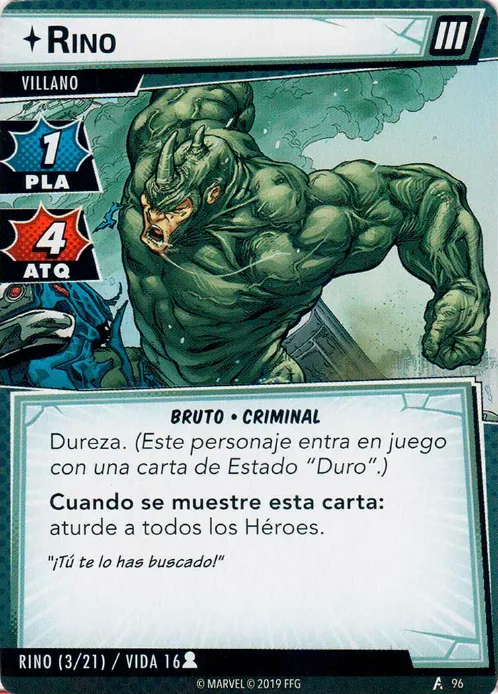 RINO
III
VILLANO
1
PLA
4
ATQ
BRUTO • CRIMINAL
Dureza. (Este personaje entra en juego
con una carta de Estado “Duro”.)
Cuando se muestre esta carta:
aturde a todos los Héroes.
"¡Tú te lo has buscado!"
RINO (3/21) / VIDA 16
© MARVEL © 2019 FFG
96